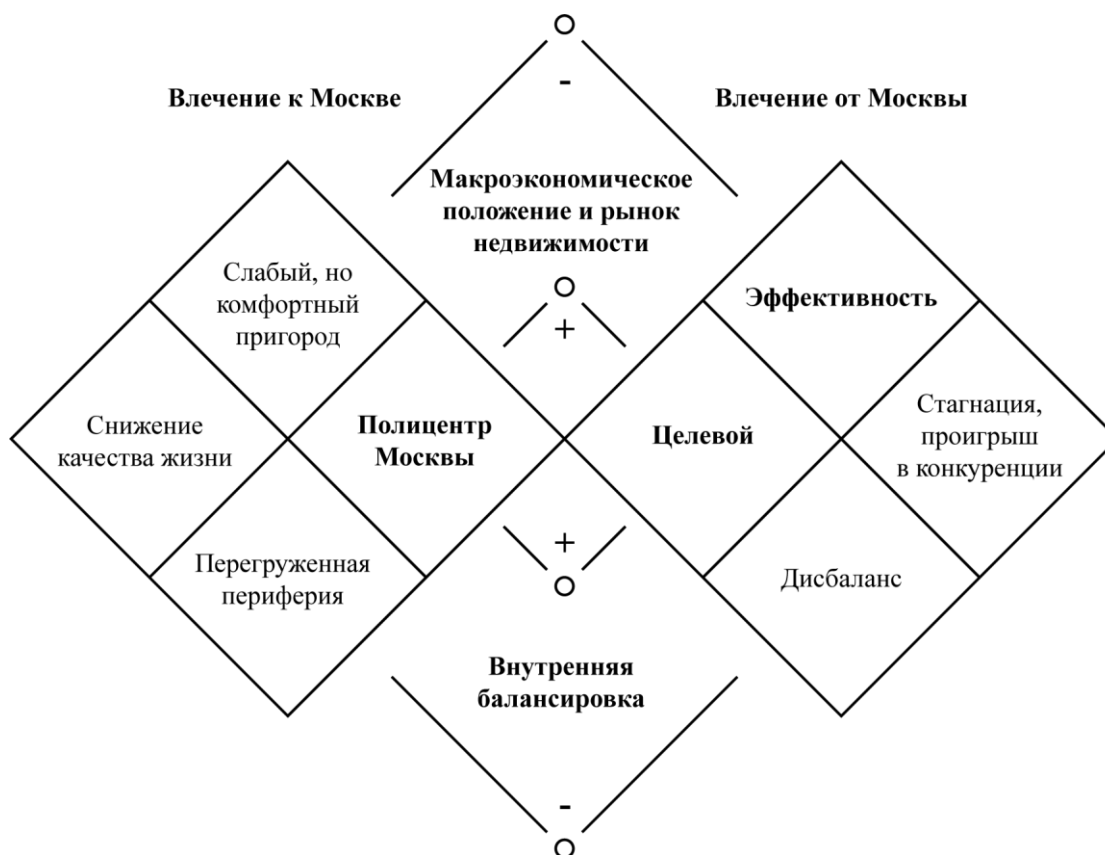 -
Влечение к Москве
Влечение от Москвы
Макроэкономическое
положение и рынок
недвижимости
+
Слабый, но
комфортный
пригород
Эффективность
Снижение
качества жизни
Полицентр
Москвы
Целевой
Стагнация,
проигрыш
в конкуренции
+
Перегруженная
периферия
Дисбаланс
Внутренняя
балансировка
-